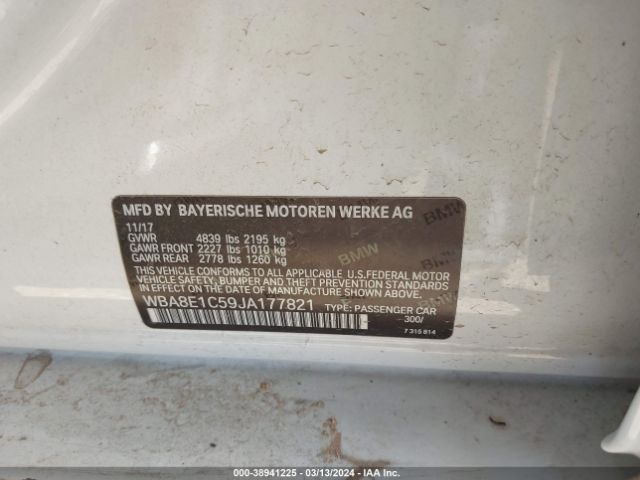 MFD BY BAYERISCHE MOTOREN WERKE AG
11/17
GVWR 4839 lbs 2195 kg
GAWR FRONT 2227 lbs 1010 kg
GAWR REAR 2778 lbs 1260 kg
THIS VEHICLE CONFORMS TO ALL APPLICABLE U.S.FEDERAL MOTOR
VEHICLE SAFETY, BUMPER AND THEFT PREVENTION STANDARDS
IN EFFECT ON THE DATE OF MANUFACTURE SHOWN ABOVE.
WBA8E1C59JA177821 TYPE: PASSENGER CAR
300/
7 315 814
BMW
BMW
BMW
000-38941225 - 03/13/2024 - IAA Inc.